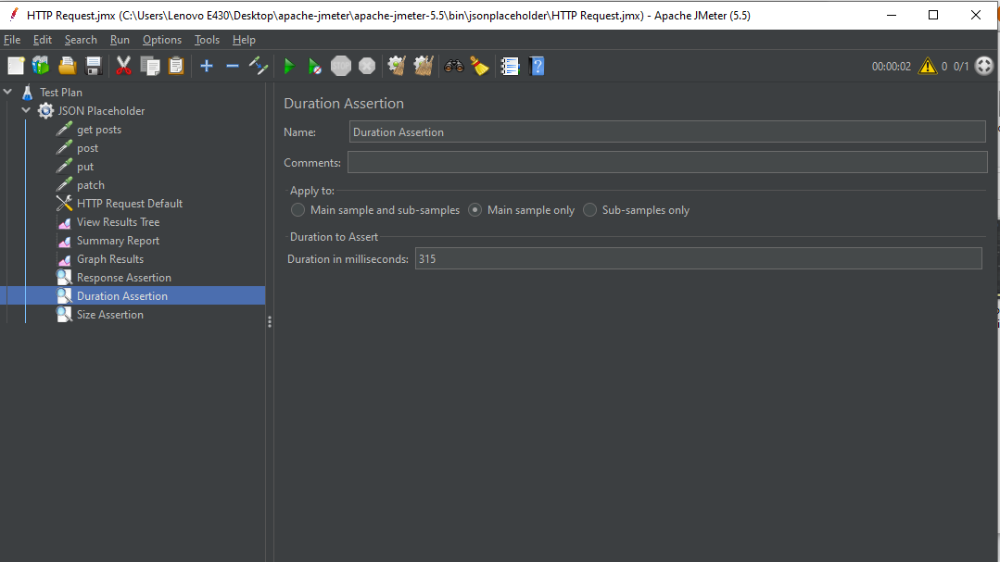 HTTP Request.jmx (C:\Users\Lenovo E430\Desktop\apache-jmeter\apache-jmeter-5.5\bin\jsonplaceholder\HTTP Request.jmx) - Apache JMeter (5.5)
File Edit Search Run Options Tools Help
00:00:02 0 0/1
Test Plan
JSON Placeholder
get posts
post
put
patch
HTTP Request Default
View Results Tree
Summary Report
Graph Results
Response Assertion
Duration Assertion
Size Assertion
Duration Assertion
Name: Duration Assertion
Comments:
Apply to:
Main sample and sub-samples Main sample only Sub-samples only
Duration to Assert
Duration in milliseconds: 315